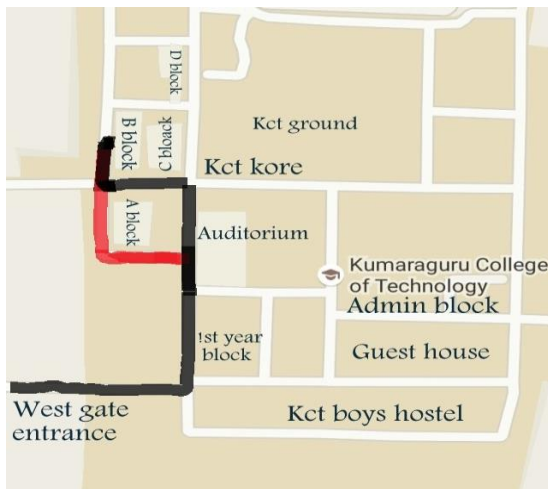 D block
B block
C bloack
Kct ground
Kct kore
A block
Auditorium
Kumaraguru College
of Technology
Admin block
!st year
block
Guest house
West gate
entrance
Kct boys hostel